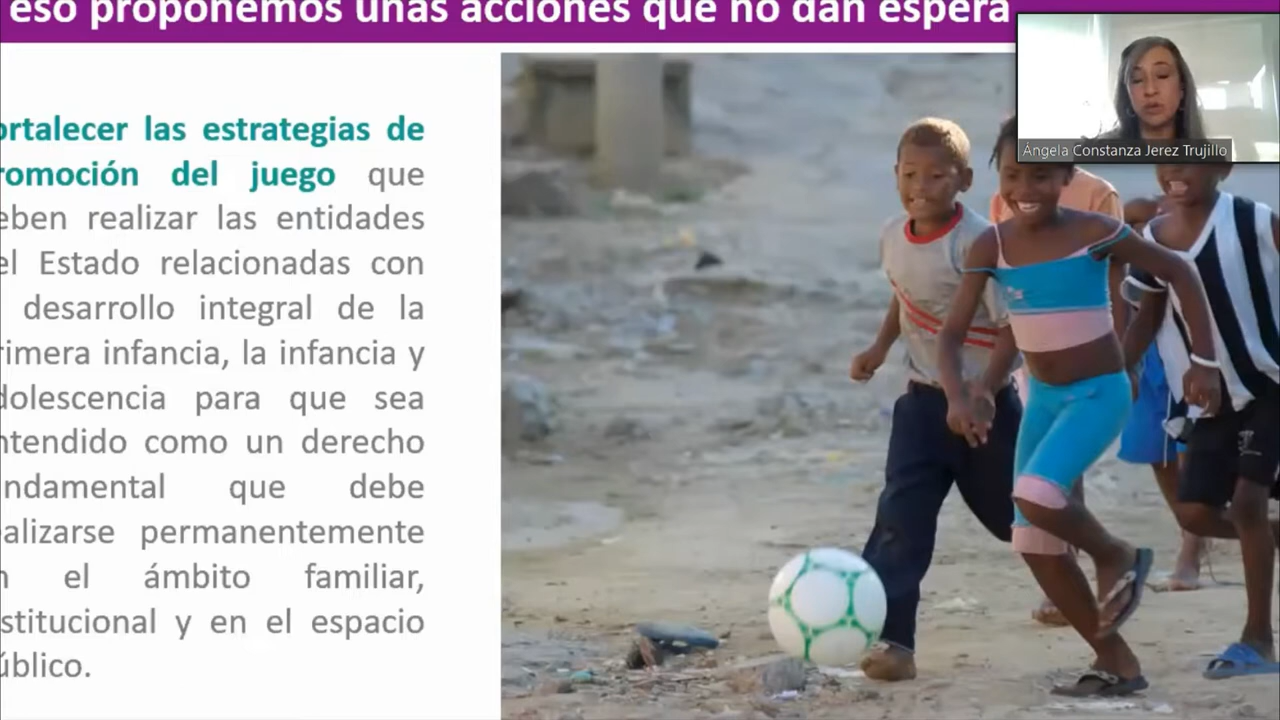 eso proponemos unas acciones que no dan espera
Ángela Constanza Jerez Trujillo
ortalecer las estrategias de
romoción del juego que
eben realizar las entidades
el Estado relacionadas con
desarrollo integral de la
rimera infancia, la infancia y
dolescencia para que sea
ntendido como un derecho
ndamental que debe
alizarse permanentemente
n el ámbito familiar,
stitucional y en el espacio
úblico.